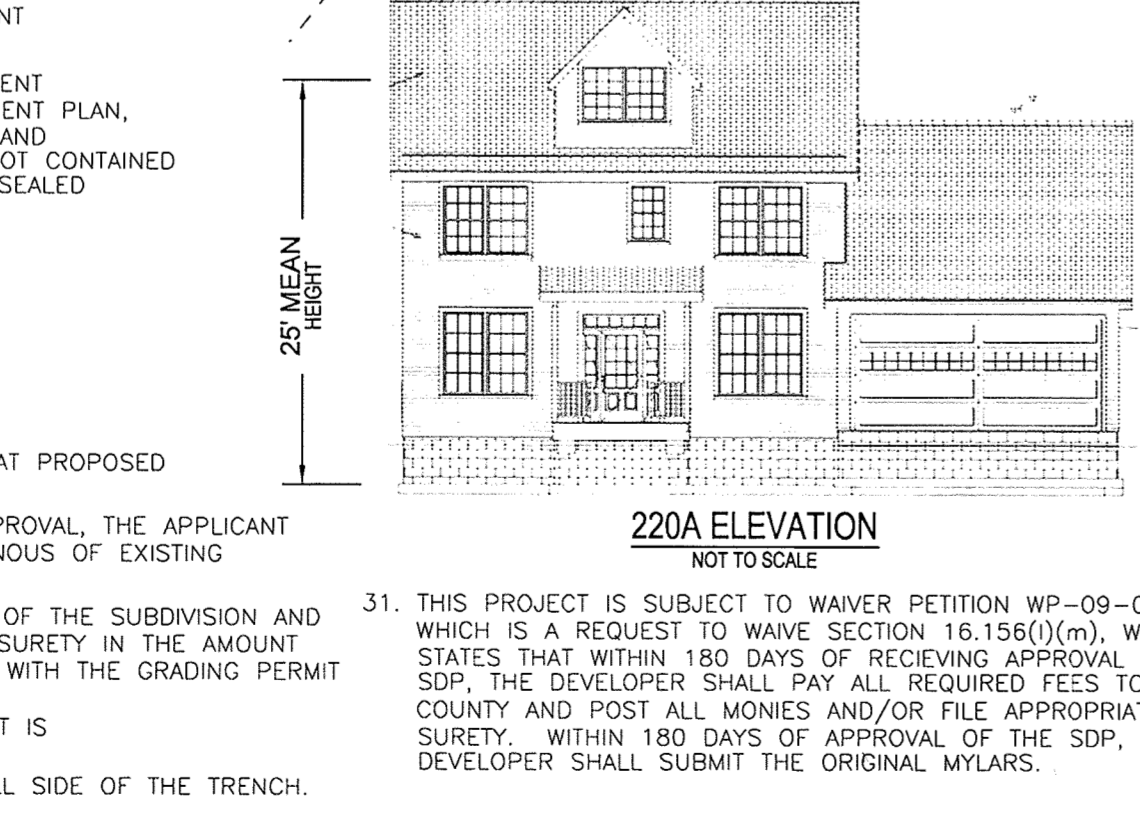 NT
ENT
ENT PLAN,
AND
OT CONTAINED
SEALED
25' MEAN
HEIGHT
AT PROPOSED
PROVAL, THE APPLICANT
NOUS OF EXISTING
OF THE SUBDIVISION AND
SURETY IN THE AMOUNT
WITH THE GRADING PERMIT
T IS
L SIDE OF THE TRENCH.
220A ELEVATION
NOT TO SCALE
31. THIS PROJECT IS SUBJECT TO WAIVER PETITION WP-09-0
WHICH IS A REQUEST TO WAIVE SECTION 16.156(l)(m), W
STATES THAT WITHIN 180 DAYS OF RECIEVING APPROVAL
SDP, THE DEVELOPER SHALL PAY ALL REQUIRED FEES TO
COUNTY AND POST ALL MONIES AND/OR FILE APPROPRIAT
SURETY. WITHIN 180 DAYS OF APPROVAL OF THE SDP,
DEVELOPER SHALL SUBMIT THE ORIGINAL MYLARS.